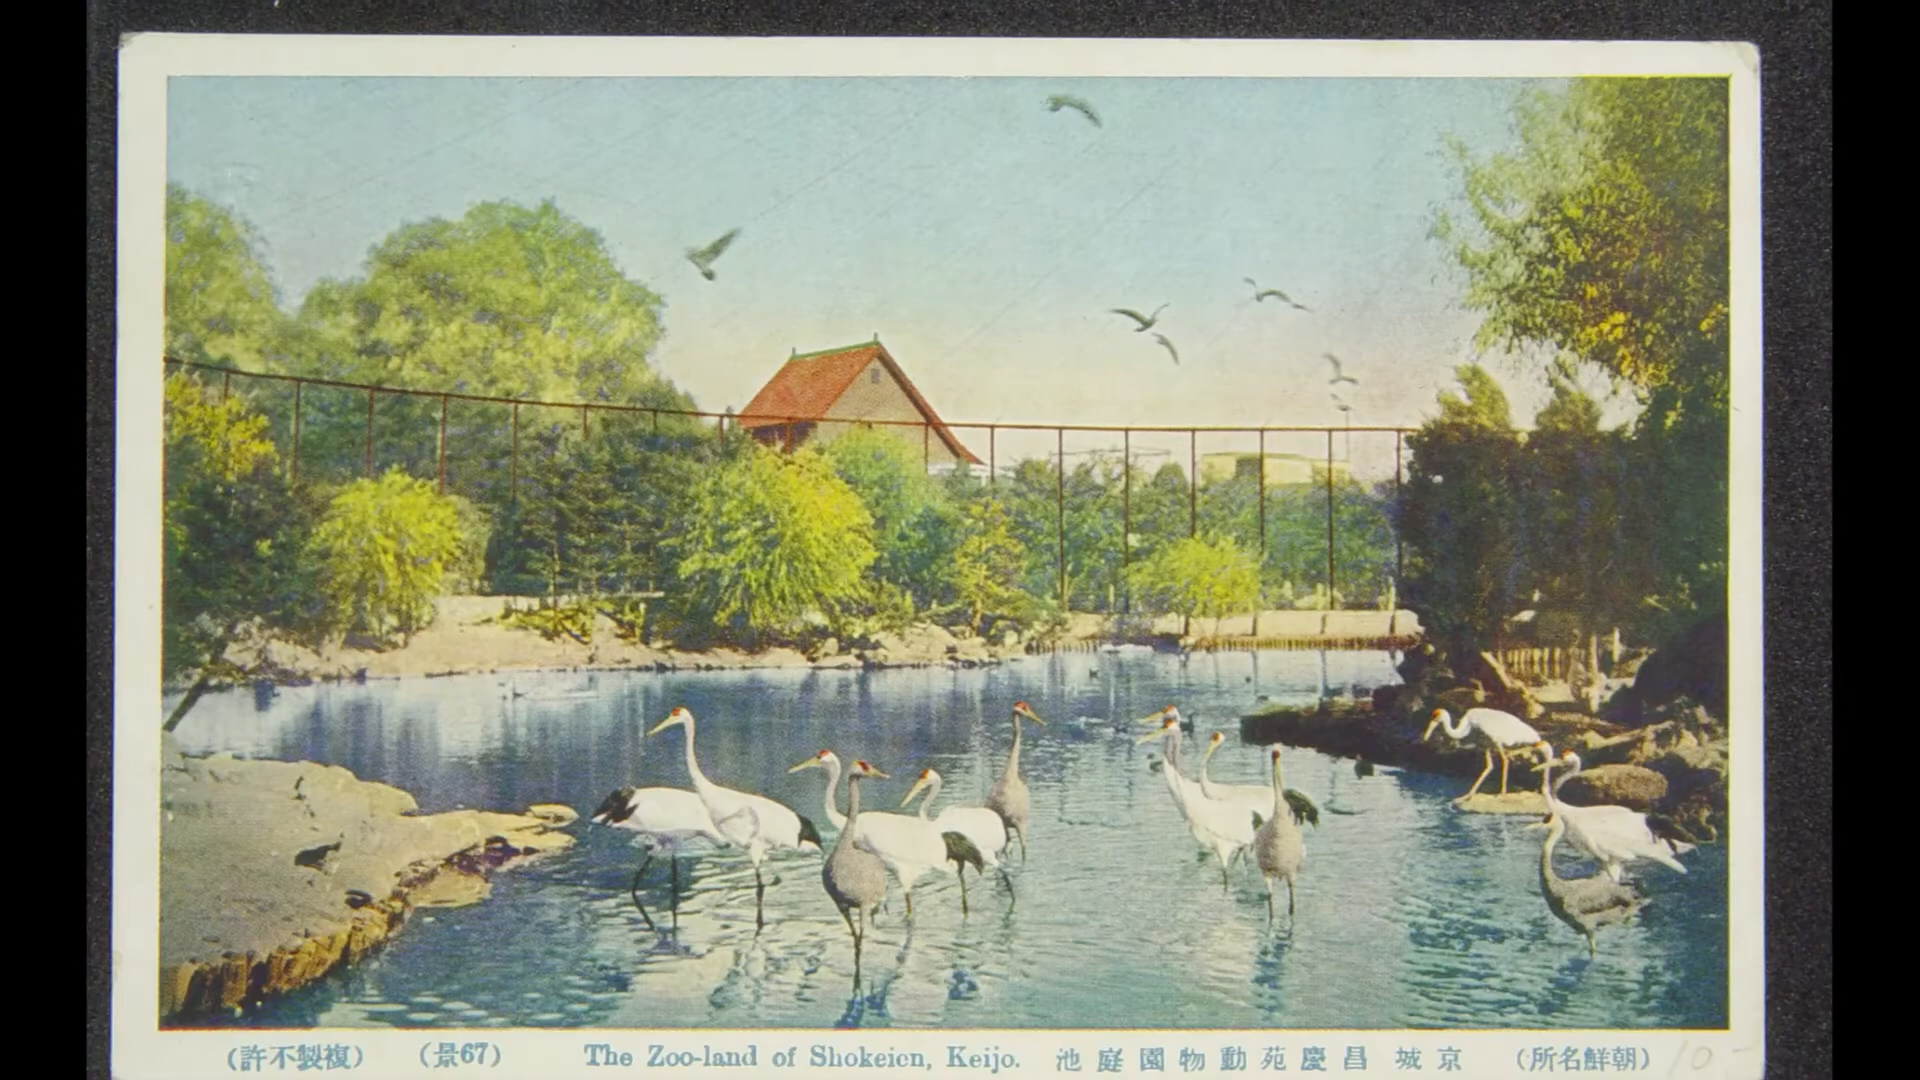 (許不製複) (景67) The Zoo-land of Shokeien, Keijo. 池庭園物動苑慶昌 城京 (所名鮮朝) 10-